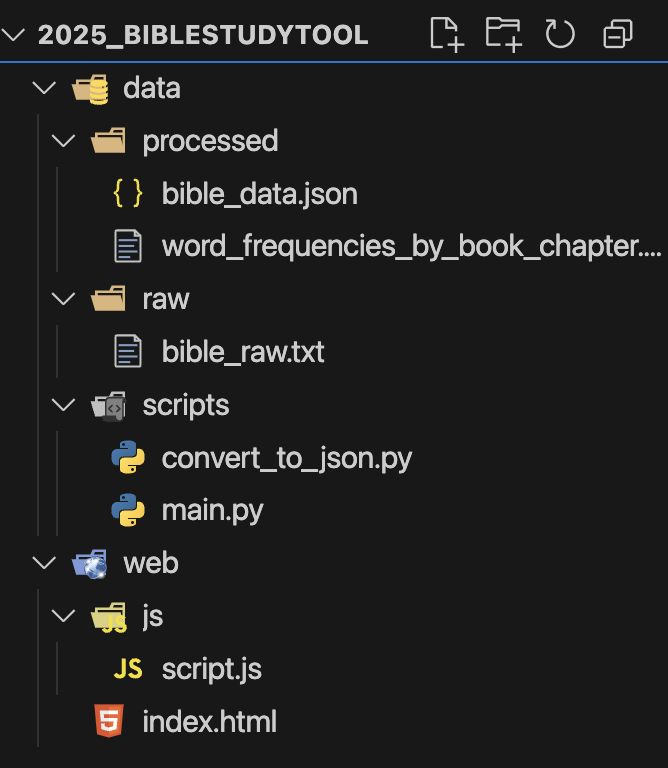 2025_BIBLESTUDYTOOL
data
processed
{ } bible_data.json
word_frequencies_by_book_chapter....
raw
bible_raw.txt
scripts
convert_to_json.py
main.py
web
JS js
JS script.js
5 index.html